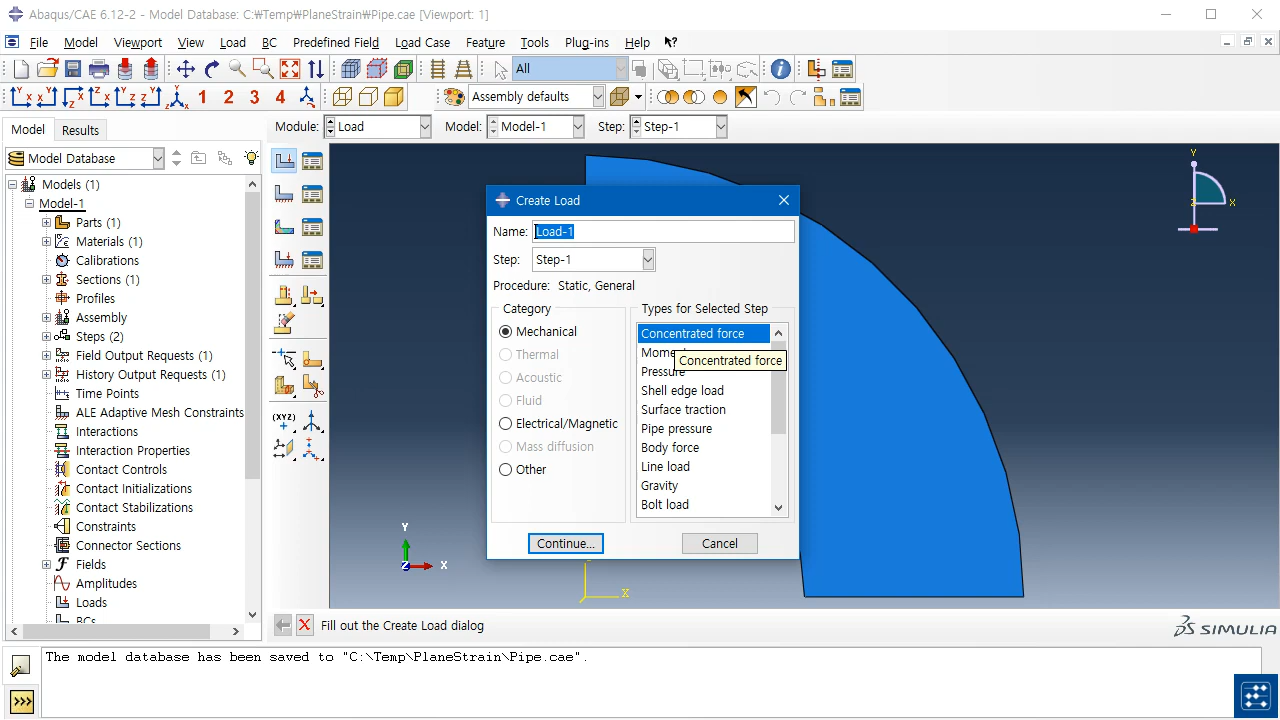 Abaqus/CAE 6.12-2 - Model Database: C:₩Temp₩PlaneStrain₩Pipe.cae [Viewport: 1]
File Model Viewport View Load BC Predefined Field Load Case Feature Tools Plug-ins Help
All
1 2 3 4 Assembly defaults
Model Results
Module: Load Model: Model-1 Step: Step-1
Model Database
Models (1)
Model-1
Parts (1)
Materials (1)
Calibrations
Sections (1)
Profiles
Assembly
Steps (2)
Field Output Requests (1)
History Output Requests (1)
Time Points
ALE Adaptive Mesh Constraints
Interactions
Interaction Properties
Contact Controls
Contact Initializations
Contact Stabilizations
Constraints
Connector Sections
Fields
Amplitudes
Loads
BCs
(XYZ)
Create Load
Name: Load-1
Step: Step-1
Procedure: Static, General
Category
Mechanical
Thermal
Acoustic
Fluid
Electrical/Magnetic
Mass diffusion
Other
Types for Selected Step
Concentrated force
Mome
Concentrated force
Pressure
Shell edge load
Surface traction
Pipe pressure
Body force
Line load
Gravity
Bolt load
Continue...
Cancel
Y
Z
X
Y
Z
X
X
Fill out the Create Load dialog
SIMULIA
The model database has been saved to "C:\Temp\PlaneStrain\Pipe.cae".
>>>